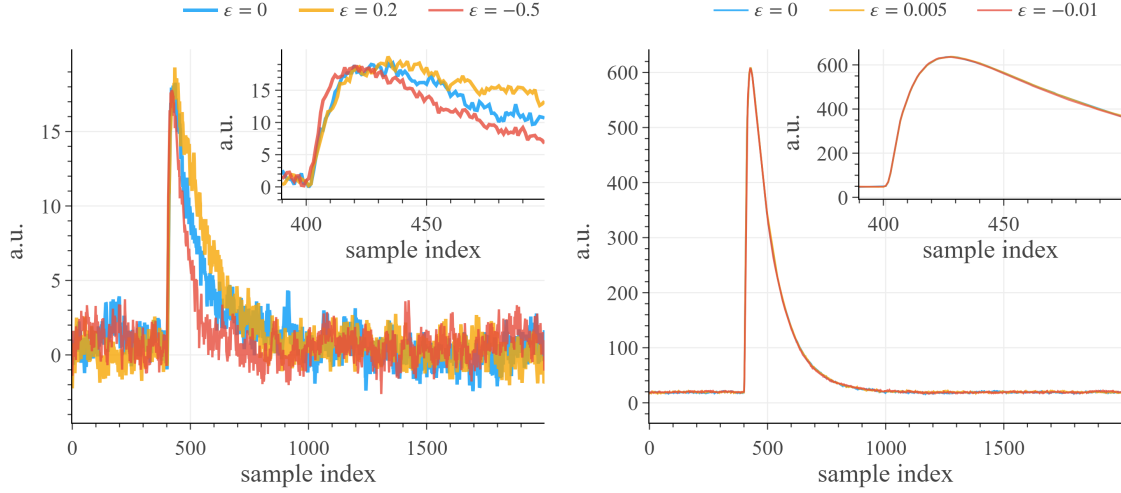 ε = 0 ε = 0.2 ε = −0.5
15
10
5
0
a.u.
0 500 1000 1500
sample index
15
10
5
0
a.u.
400 450
sample index
ε = 0 ε = 0.005 ε = −0.01
600
500
400
300
200
100
0
a.u.
0 500 1000 1500
sample index
600
400
200
0
a.u.
400 450
sample index